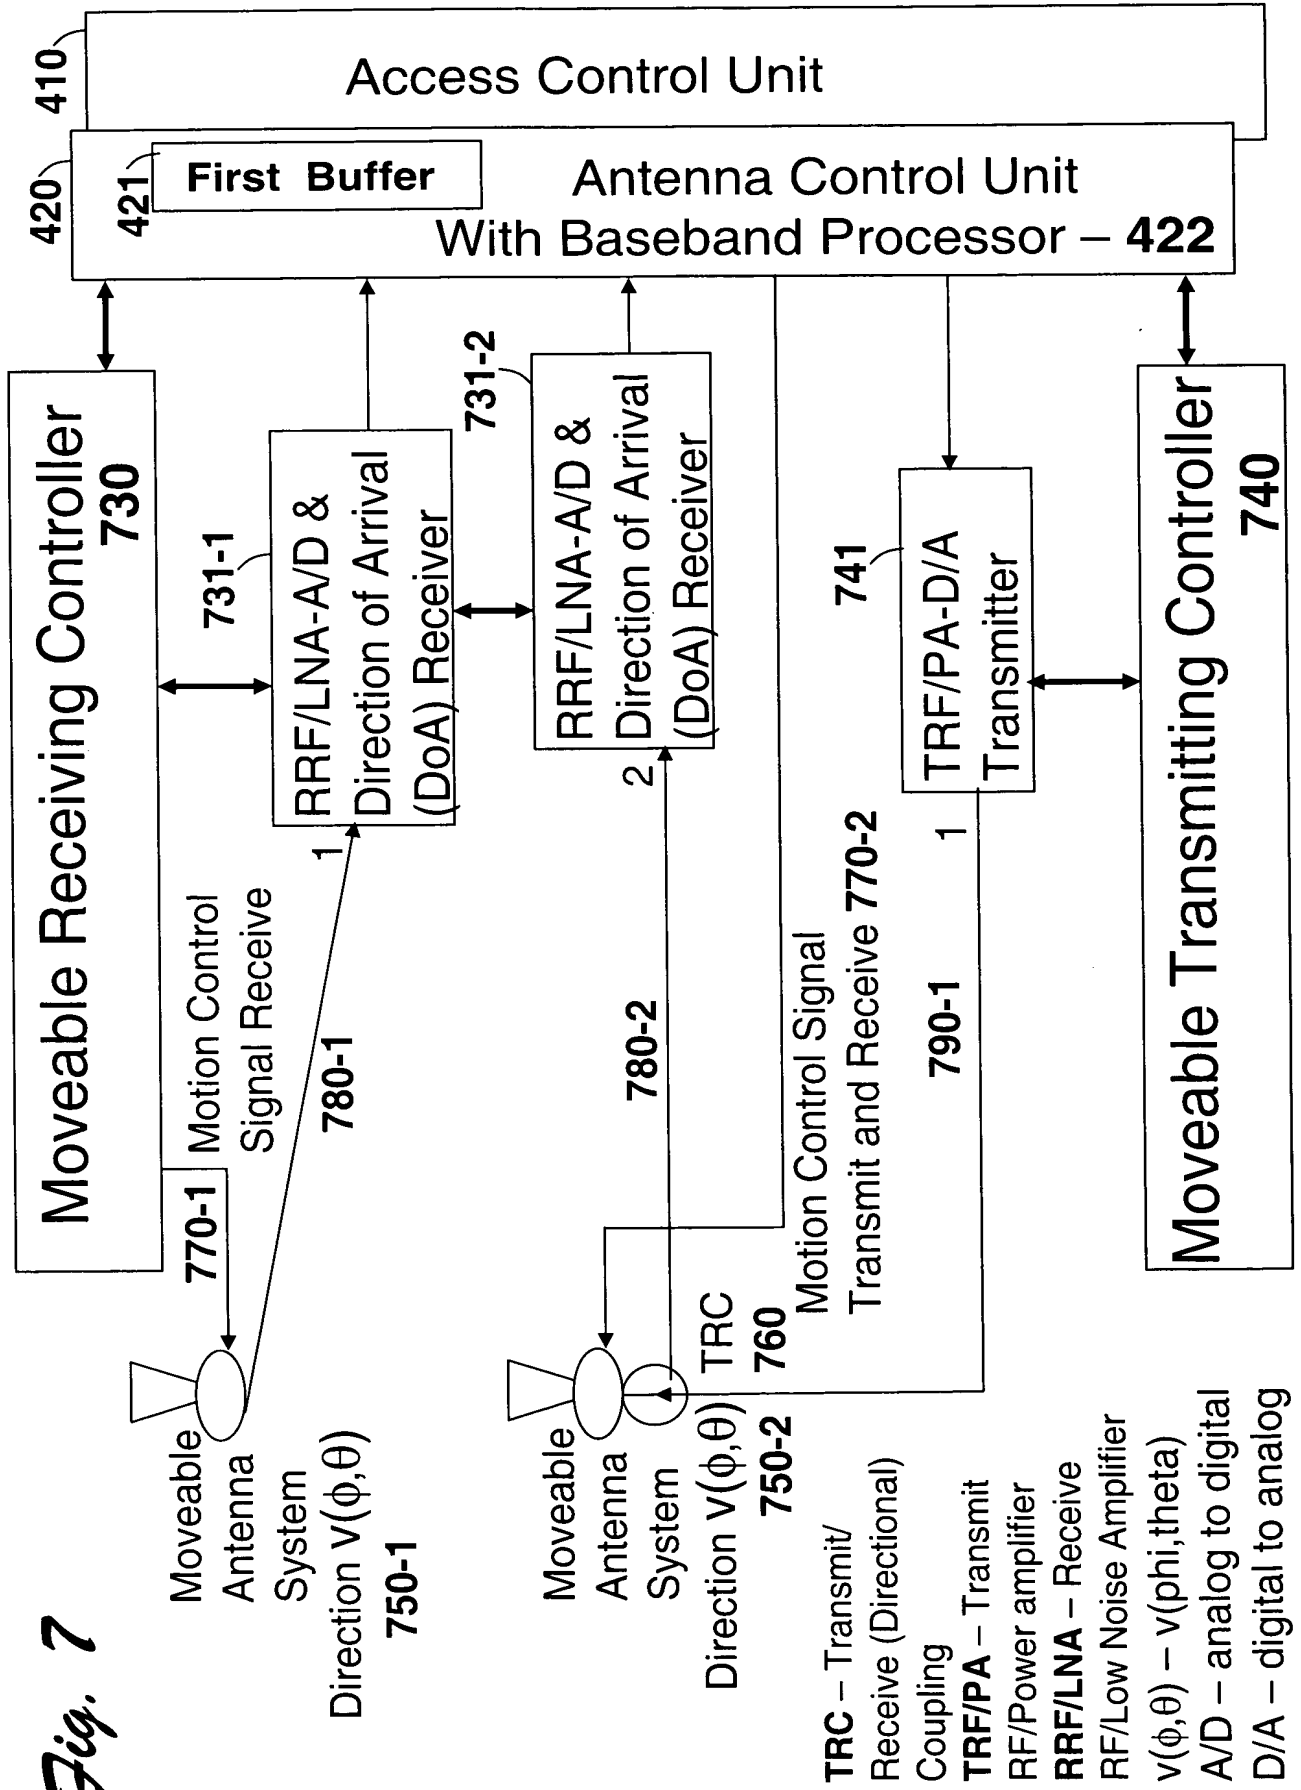 Fig. 7
Moveable Receiving Controller
730
410
Access Control Unit
420
421
First Buffer
Antenna Control Unit
With Baseband Processor – 422
770-1
Motion Control
Signal Receive
731-1
RRF/LNA-A/D &
Direction of Arrival
(DoA) Receiver
1
780-1
Moveable
Antenna
System
Direction v(ϕ,θ)
750-1
731-2
RRF/LNA-A/D &
Direction of Arrival
(DoA) Receiver
2
780-2
Moveable
Antenna
System
Direction v(ϕ,θ)
750-2
TRC
760
Motion Control Signal
Transmit and Receive 770-2
741
TRF/PA-D/A
Transmitter
1
790-1
Moveable Transmitting Controller
740
TRC – Transmit/
Receive (Directional)
Coupling
TRF/PA – Transmit
RF/Power amplifier
RRF/LNA – Receive
RF/Low Noise Amplifier
v(ϕ,θ) – v(phi,theta)
A/D – analog to digital
D/A – digital to analog